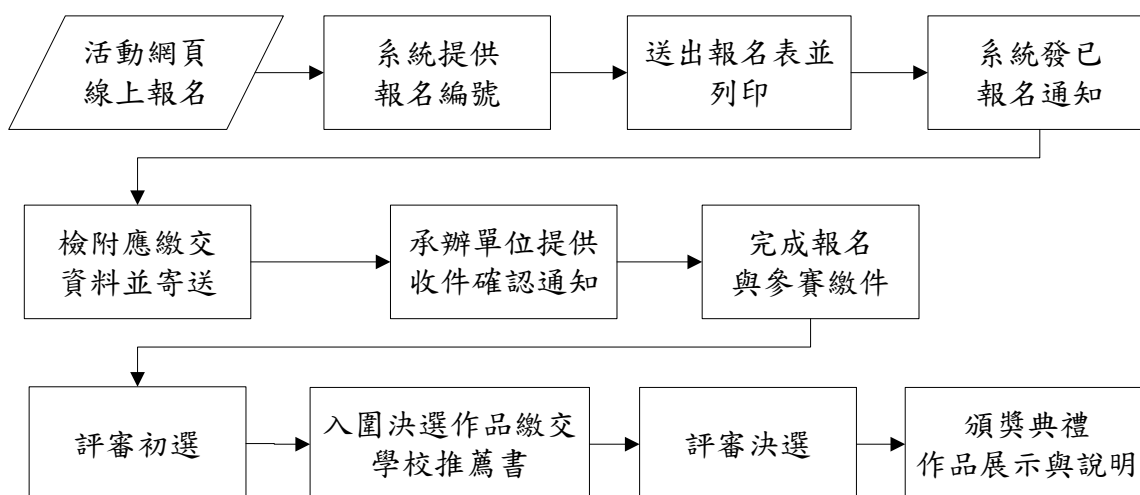 活動網頁
線上報名
系統提供
報名編號
送出報名表並
列印
系統發已
報名通知
檢附應繳交
資料並寄送
承辦單位提供
收件確認通知
完成報名
與參賽繳件
評審初選
入圍決選作品繳交
學校推薦書
評審決選
頒獎典禮
作品展示與說明